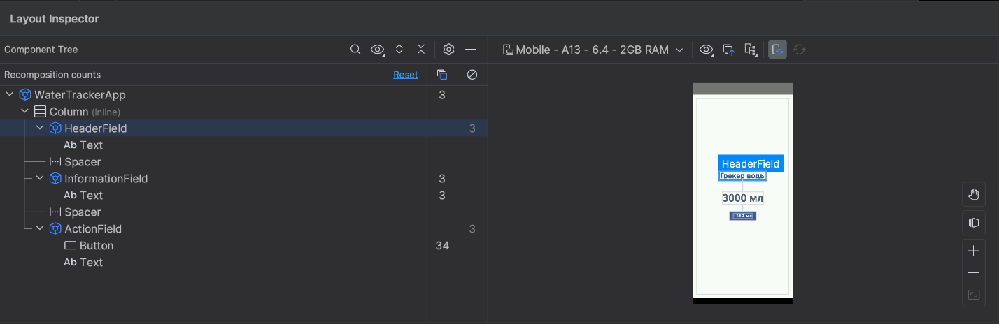 Layout Inspector
Component Tree
Mobile - A13 - 6.4 - 2GB RAM
Recomposition counts Reset
WaterTrackerApp 3
Column (inline)
HeaderField 3
Ab Text
Spacer
InformationField 3
Ab Text 3
Spacer
ActionField 3
Button 34
Ab Text
HeaderField
Трекер воды
3000 мл